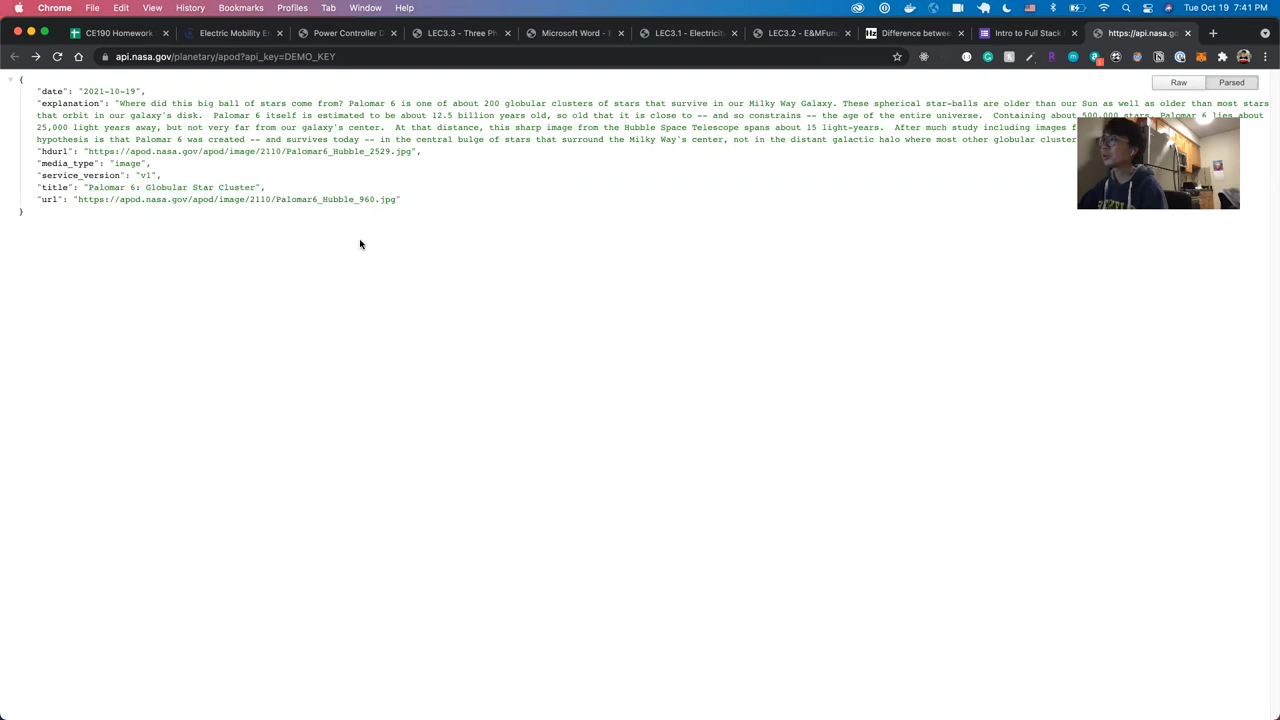 Chrome File Edit View History Bookmarks Profiles Tab Window Help Tue Oct 19 7:41 PM
CE190 Homework Electric Mobility E Power Controller D LEC3.3 - Three Ph Microsoft Word - E LEC3.1 - Electricit LEC3.2 - E&MFun Difference betwee Intro to Full Stack https://api.nasa.go
api.nasa.gov/planetary/apod?api_key=DEMO_KEY
Raw Parsed
{
"date": "2021-10-19",
"explanation": "Where did this big ball of stars come from? Palomar 6 is one of about 200 globular clusters of stars that survive in our Milky Way Galaxy. These spherical star-balls are older than our Sun as well as older than most stars
that orbit in our galaxy's disk. Palomar 6 itself is estimated to be about 12.5 billion years old, so old that it is close to -- and so constrains -- the age of the entire universe. Containing about 500,000 stars, Palomar 6 lies about
25,000 light years away, but not very far from our galaxy's center. At that distance, this sharp image from the Hubble Space Telescope spans about 15 light-years. After much study including images f
hypothesis is that Palomar 6 was created -- and survives today -- in the central bulge of stars that surround the Milky Way's center, not in the distant galactic halo where most other globular cluster
"hdurl": "https://apod.nasa.gov/apod/image/2110/Palomar6_Hubble_2529.jpg",
"media_type": "image",
"service_version": "v1",
"title": "Palomar 6: Globular Star Cluster",
"url": "https://apod.nasa.gov/apod/image/2110/Palomar6_Hubble_960.jpg"
}